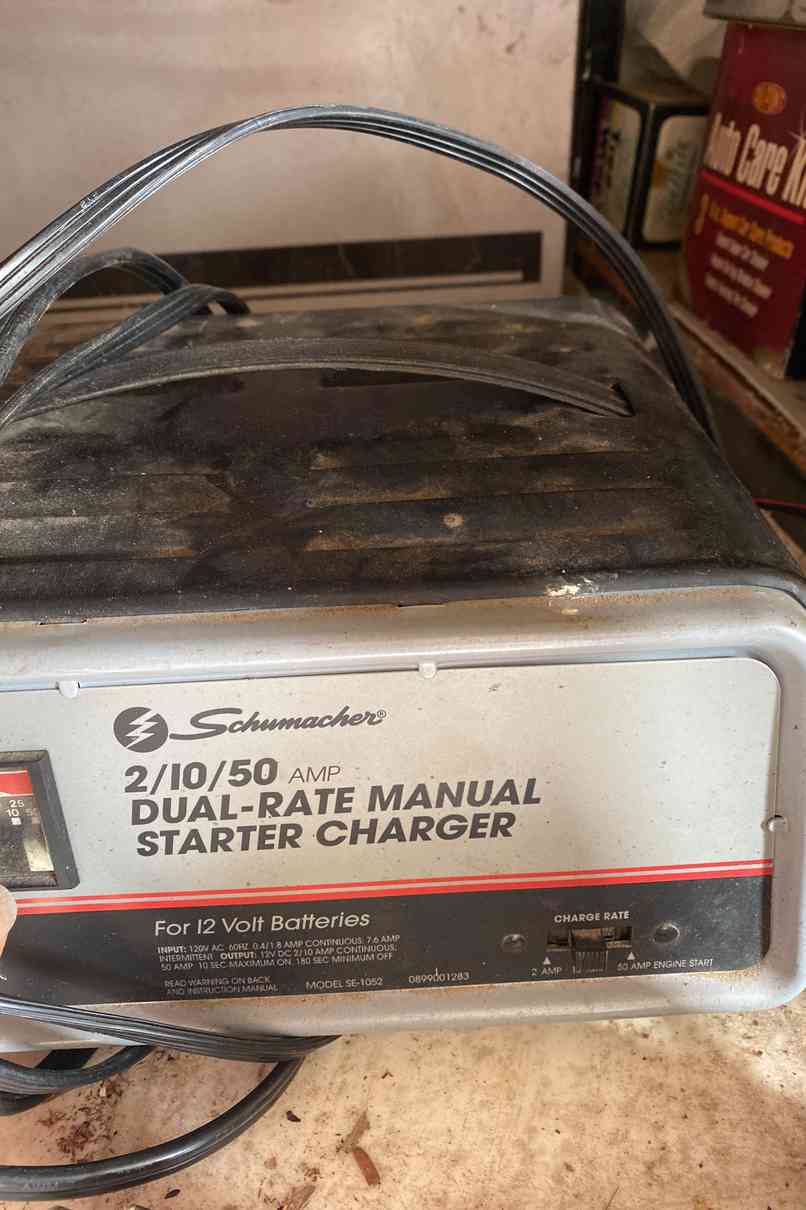 Auto Care Kit
Schumacher®
2/10/50 AMP
DUAL-RATE MANUAL
STARTER CHARGER
25
10 50
For 12 Volt Batteries
INPUT: 120V AC 60HZ 0.4/1.8 AMP CONTINUOUS; 7.6 AMP
INTERMITTENT OUTPUT: 12V DC 2/10 AMP CONTINUOUS,
50 AMP 10 SEC MAXIMUM ON, 180 SEC MINIMUM OFF
READ WARNING ON BACK
AND INSTRUCTION MANUAL
MODEL SE-1052
0899001283
CHARGE RATE
2 AMP
50 AMP ENGINE START